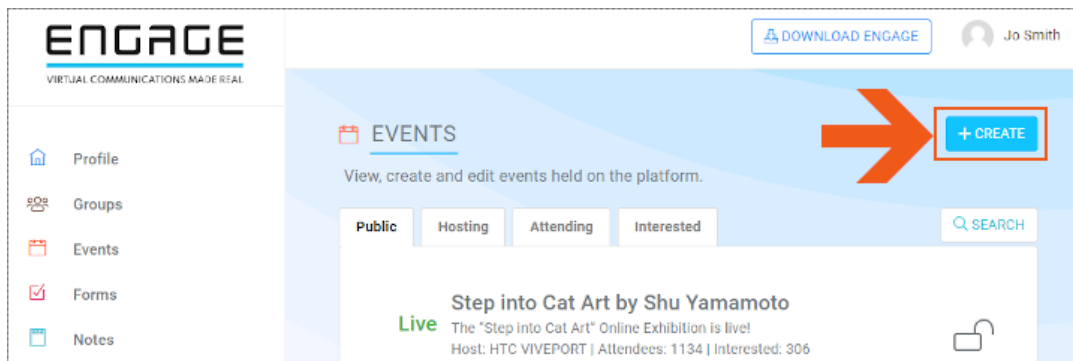 ENGAGE
VIRTUAL COMMUNICATIONS MADE REAL
DOWNLOAD ENGAGE
Jo Smith
EVENTS
+ CREATE
View, create and edit events held on the platform.
Profile
Groups
Events
Forms
Notes
Public Hosting Attending Interested
SEARCH
Step into Cat Art by Shu Yamamoto
Live
The "Step into Cat Art" Online Exhibition is live!
Host: HTC VIVEPORT | Attendees: 1134 | Interested: 306